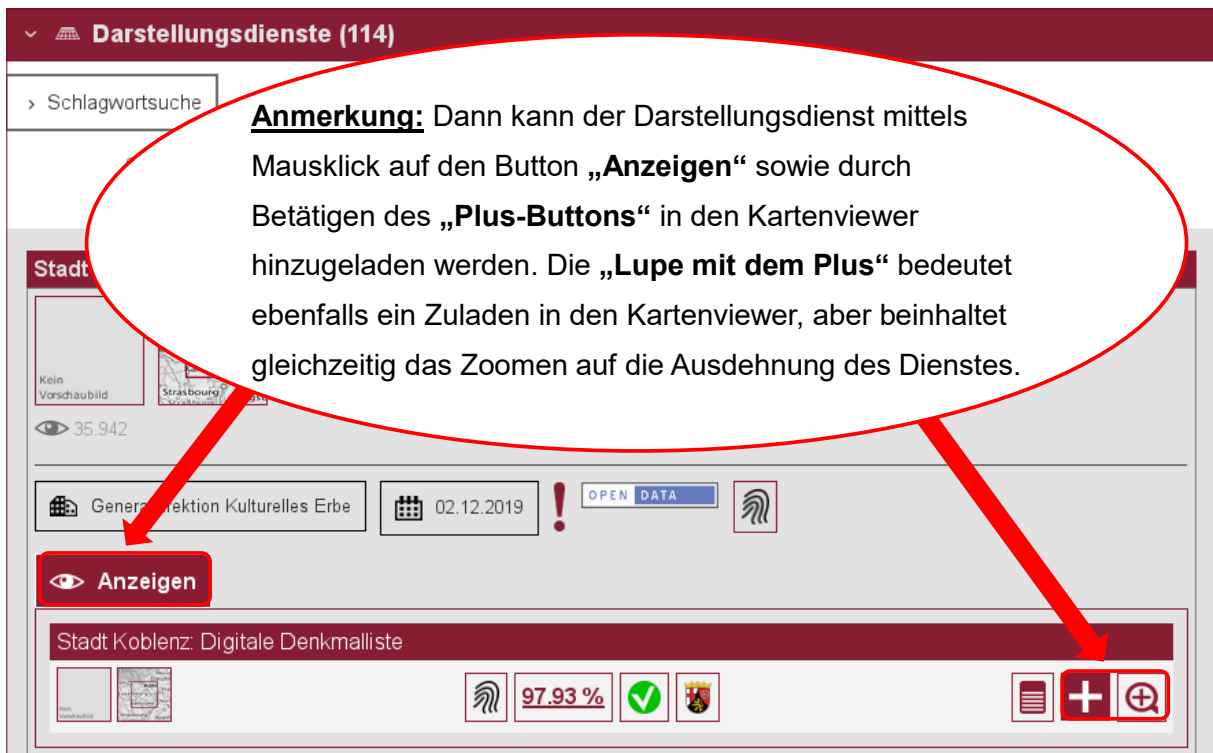 Darstellungsdienste (114)
Schlagwortsuche
Anmerkung: Dann kann der Darstellungsdienst mittels
Mausklick auf den Button „Anzeigen“ sowie durch
Betätigen des „Plus-Buttons“ in den Kartenviewer
hinzugeladen werden. Die „Lupe mit dem Plus“ bedeutet
ebenfalls ein Zuladen in den Kartenviewer, aber beinhaltet
gleichzeitig das Zoomen auf die Ausdehnung des Dienstes.
Stadt
Kein
Vorschaubild
Strasbourg
35.942
Kulturelles Erbe
02.12.2019
OPEN DATA
Anzeigen
Stadt Koblenz: Digitale Denkmalliste
Kein
Vorschaubild
97.93 %